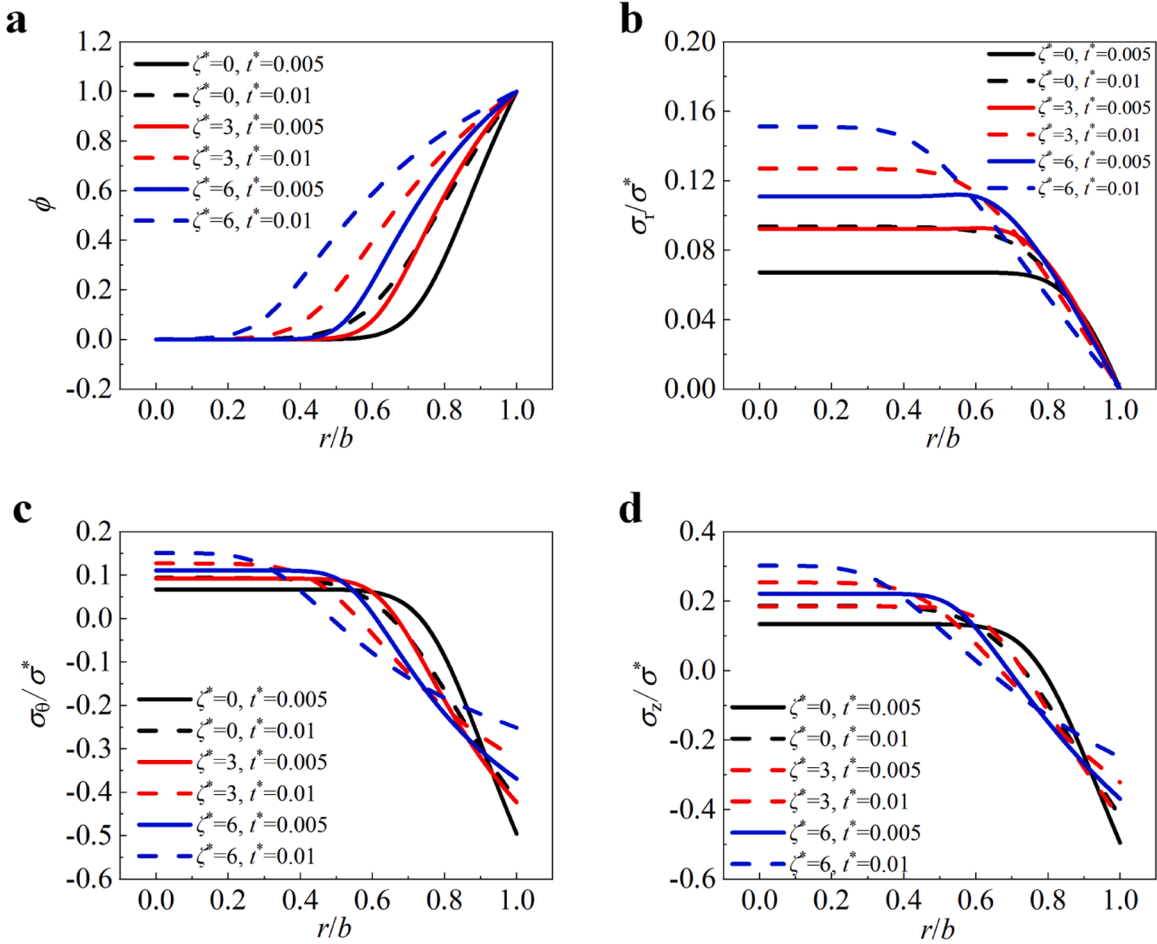 a
1.2
1.0
0.8
0.6
0.4
0.2
0.0
-0.2
ϕ
ζ*=0, t*=0.005
ζ*=0, t*=0.01
ζ*=3, t*=0.005
ζ*=3, t*=0.01
ζ*=6, t*=0.005
ζ*=6, t*=0.01
0.0 0.2 0.4 0.6 0.8 1.0
r/b
b
0.20
0.16
0.12
0.08
0.04
0.00
σr/σ*
ζ*=0, t*=0.005
ζ*=0, t*=0.01
ζ*=3, t*=0.005
ζ*=3, t*=0.01
ζ*=6, t*=0.005
ζ*=6, t*=0.01
0.0 0.2 0.4 0.6 0.8 1.0
r/b
c
0.2
0.1
0.0
-0.1
-0.2
-0.3
-0.4
-0.5
-0.6
σθ/ σ*
ζ*=0, t*=0.005
ζ*=0, t*=0.01
ζ*=3, t*=0.005
ζ*=3, t*=0.01
ζ*=6, t*=0.005
ζ*=6, t*=0.01
0.0 0.2 0.4 0.6 0.8 1.0
r/b
d
0.4
0.2
0.0
-0.2
-0.4
-0.6
σz/ σ*
ζ*=0, t*=0.005
ζ*=0, t*=0.01
ζ*=3, t*=0.005
ζ*=3, t*=0.01
ζ*=6, t*=0.005
ζ*=6, t*=0.01
0.0 0.2 0.4 0.6 0.8 1.0
r/b